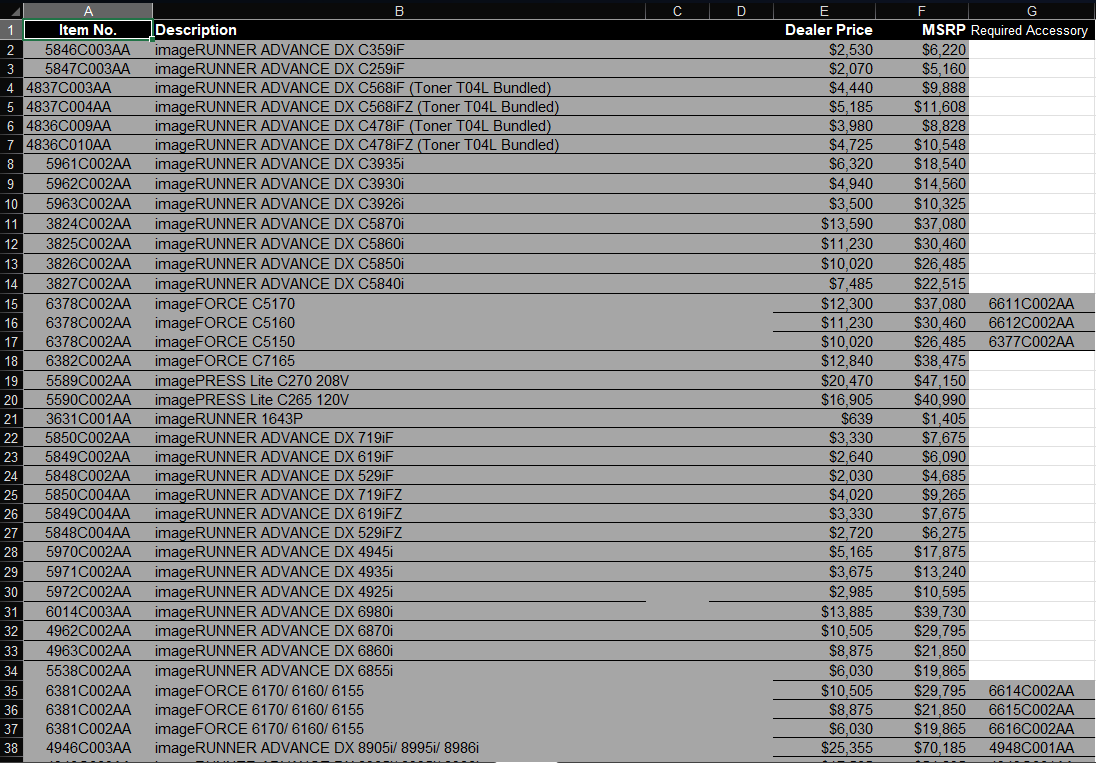 A B C D E F G
1 Item No. Description Dealer Price MSRP Required Accessory
2 5846C003AA imageRUNNER ADVANCE DX C359iF $2,530 $6,220
3 5847C003AA imageRUNNER ADVANCE DX C259iF $2,070 $5,160
4 4837C003AA imageRUNNER ADVANCE DX C568iF (Toner T04L Bundled) $4,440 $9,888
5 4837C004AA imageRUNNER ADVANCE DX C568iFZ (Toner T04L Bundled) $5,185 $11,608
6 4836C009AA imageRUNNER ADVANCE DX C478iF (Toner T04L Bundled) $3,980 $8,828
7 4836C010AA imageRUNNER ADVANCE DX C478iFZ (Toner T04L Bundled) $4,725 $10,548
8 5961C002AA imageRUNNER ADVANCE DX C3935i $6,320 $18,540
9 5962C002AA imageRUNNER ADVANCE DX C3930i $4,940 $14,560
10 5963C002AA imageRUNNER ADVANCE DX C3926i $3,500 $10,325
11 3824C002AA imageRUNNER ADVANCE DX C5870i $13,590 $37,080
12 3825C002AA imageRUNNER ADVANCE DX C5860i $11,230 $30,460
13 3826C002AA imageRUNNER ADVANCE DX C5850i $10,020 $26,485
14 3827C002AA imageRUNNER ADVANCE DX C5840i $7,485 $22,515
15 6378C002AA imageFORCE C5170 $12,300 $37,080 6611C002AA
16 6378C002AA imageFORCE C5160 $11,230 $30,460 6612C002AA
17 6378C002AA imageFORCE C5150 $10,020 $26,485 6377C002AA
18 6382C002AA imageFORCE C7165 $12,840 $38,475
19 5589C002AA imagePRESS Lite C270 208V $20,470 $47,150
20 5590C002AA imagePRESS Lite C265 120V $16,905 $40,990
21 3631C001AA imageRUNNER 1643P $639 $1,405
22 5850C002AA imageRUNNER ADVANCE DX 719iF $3,330 $7,675
23 5849C002AA imageRUNNER ADVANCE DX 619iF $2,640 $6,090
24 5848C002AA imageRUNNER ADVANCE DX 529iF $2,030 $4,685
25 5850C004AA imageRUNNER ADVANCE DX 719iFZ $4,020 $9,265
26 5849C004AA imageRUNNER ADVANCE DX 619iFZ $3,330 $7,675
27 5848C004AA imageRUNNER ADVANCE DX 529iFZ $2,720 $6,275
28 5970C002AA imageRUNNER ADVANCE DX 4945i $5,165 $17,875
29 5971C002AA imageRUNNER ADVANCE DX 4935i $3,675 $13,240
30 5972C002AA imageRUNNER ADVANCE DX 4925i $2,985 $10,595
31 6014C003AA imageRUNNER ADVANCE DX 6980i $13,885 $39,730
32 4962C002AA imageRUNNER ADVANCE DX 6870i $10,505 $29,795
33 4963C002AA imageRUNNER ADVANCE DX 6860i $8,875 $21,850
34 5538C002AA imageRUNNER ADVANCE DX 6855i $6,030 $19,865
35 6381C002AA imageFORCE 6170/ 6160/ 6155 $10,505 $29,795 6614C002AA
36 6381C002AA imageFORCE 6170/ 6160/ 6155 $8,875 $21,850 6615C002AA
37 6381C002AA imageFORCE 6170/ 6160/ 6155 $6,030 $19,865 6616C002AA
38 4946C003AA imageRUNNER ADVANCE DX 8905i/ 8995i/ 8986i $25,355 $70,185 4948C001AA